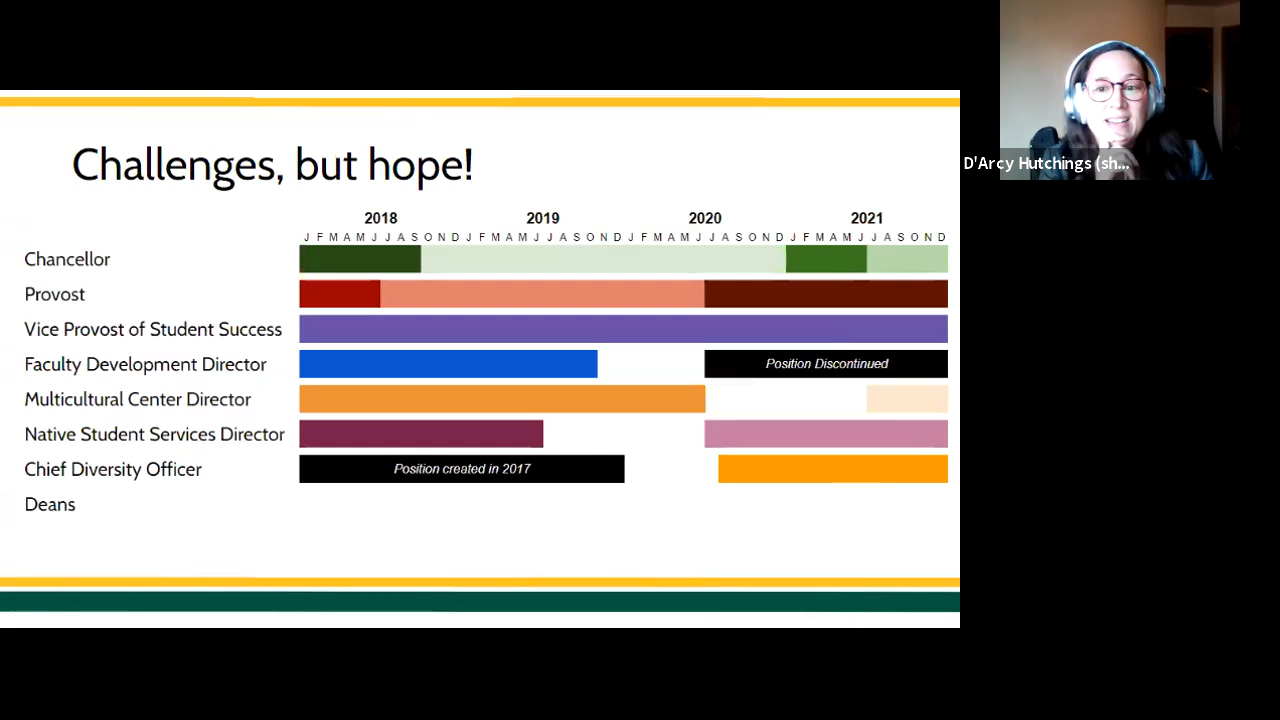 Challenges, but hope!
2018 2019 2020 2021
J F M A M J J A S O N D J F M A M J J A S O N D J F M A M J J A S O N D J F M A M J J A S O N D
Chancellor
Provost
Vice Provost of Student Success
Faculty Development Director Position Discontinued
Multicultural Center Director
Native Student Services Director
Chief Diversity Officer Position created in 2017
Deans
D'Arcy Hutchings (sh...